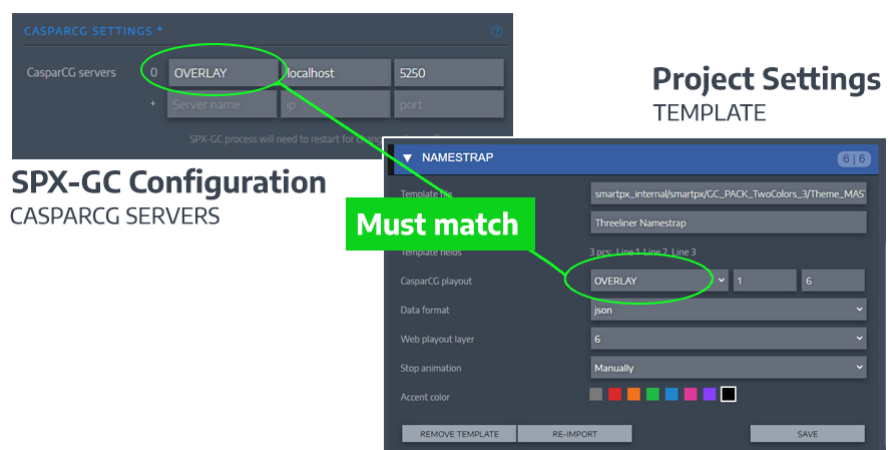 CASPARCG SETTINGS *
CasparCG servers 0 OVERLAY localhost 5250
+ Server name ip port
SPX-GC process will need to restart for
SPX-GC Configuration
CASPARCG SERVERS
Project Settings
TEMPLATE
NAMESTRAP 6 | 6
Template file smartpx_internal/smartpx/GC_PACK_TwoColors_3/Theme_MAS
Must match
Threeliner Namestrap
Template fields 3 pcs: Line 1 Line 2 Line 3
CasparCG playout OVERLAY 1 6
Data format json
Web playout layer 6
Stop animation Manually
Accent color
REMOVE TEMPLATE RE-IMPORT SAVE